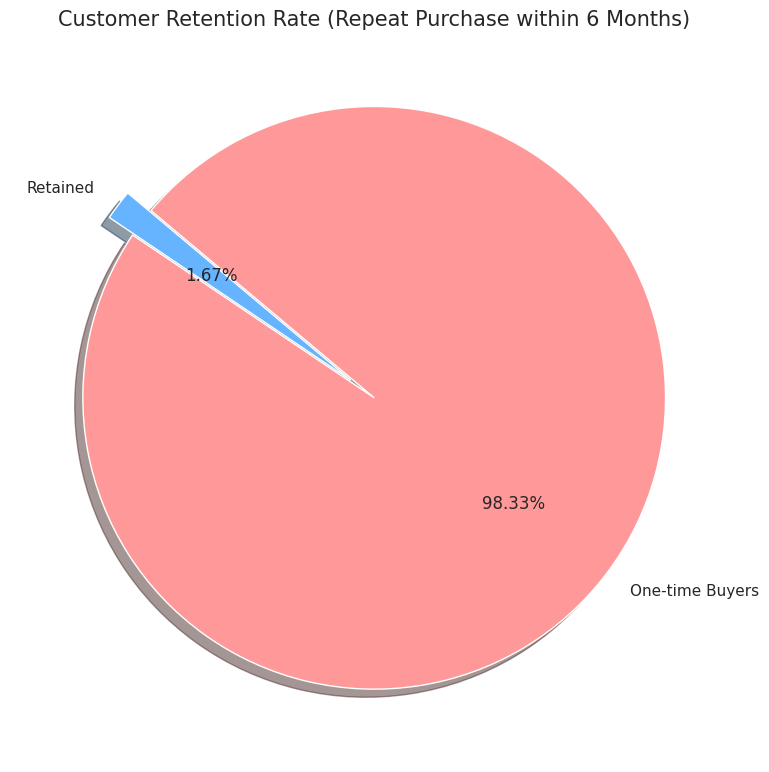 Customer Retention Rate (Repeat Purchase within 6 Months)
Retained
1.67%
98.33%
One-time Buyers